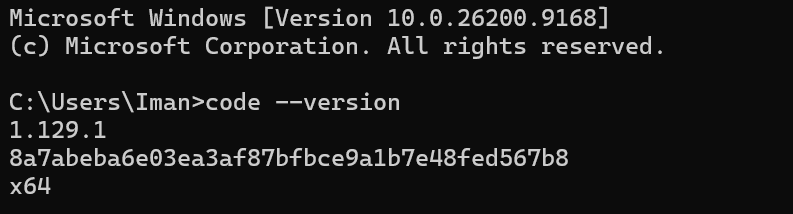 Microsoft Windows [Version 10.0.26200.9168]
(c) Microsoft Corporation. All rights reserved.
C:\Users\Iman>code --version
1.129.1
8a7abeba6e03ea3af87bfbce9a1b7e48fed567b8
x64